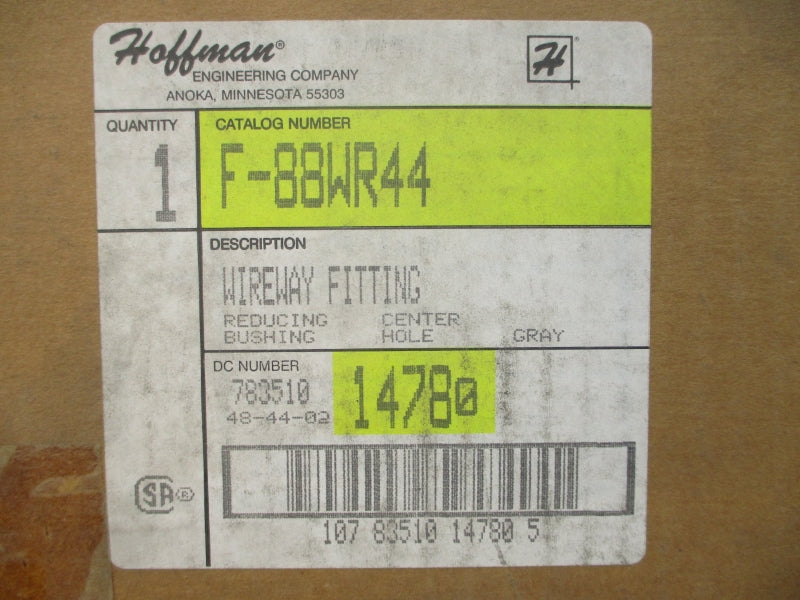 Hoffman®
ENGINEERING COMPANY
ANOKA, MINNESOTA 55303
H®
QUANTITY
1
CATALOG NUMBER
F-88WR44
DESCRIPTION
WIREWAY FITTING
REDUCING CENTER
BUSHING HOLE GRAY
DC NUMBER
783510 14780
48-44-02
SA®
107 83510 14780 5